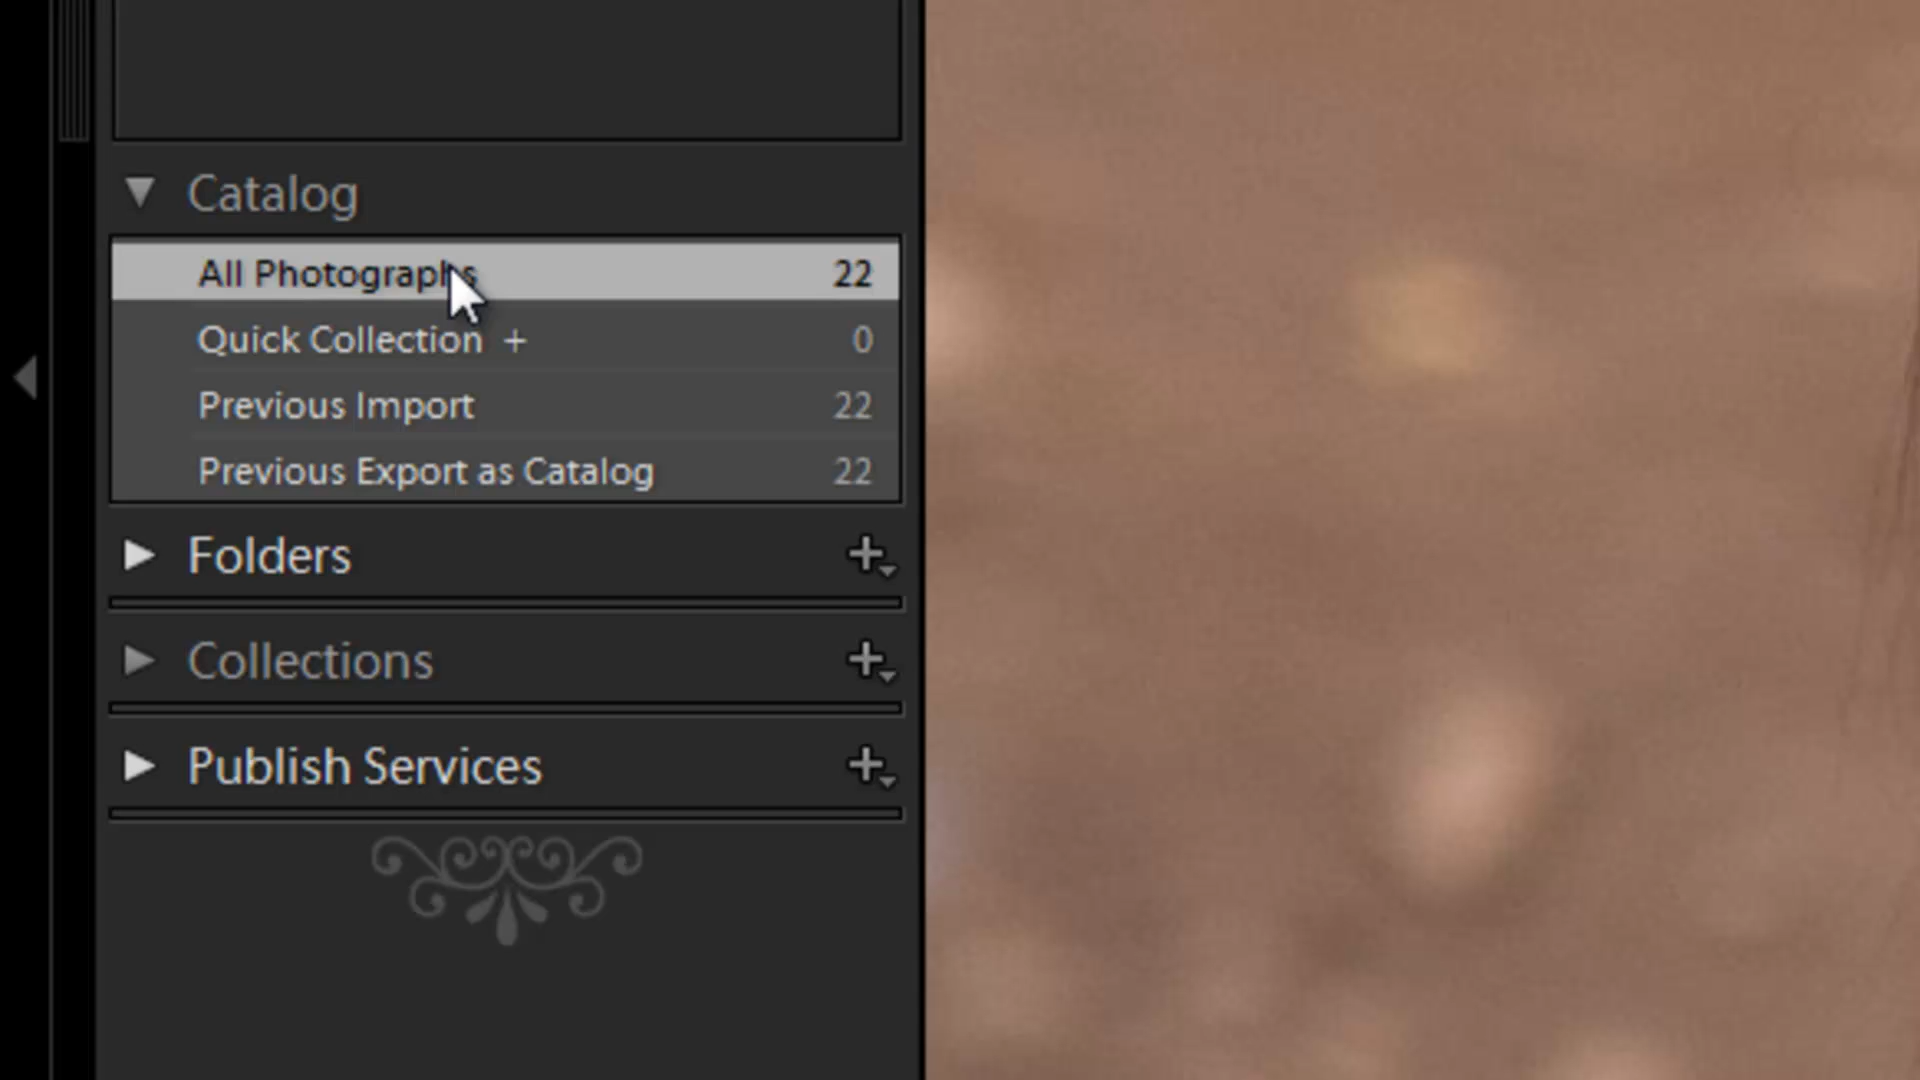 Catalog
All Photographs 22
Quick Collection + 0
Previous Import 22
Previous Export as Catalog 22
Folders
Collections
Publish Services